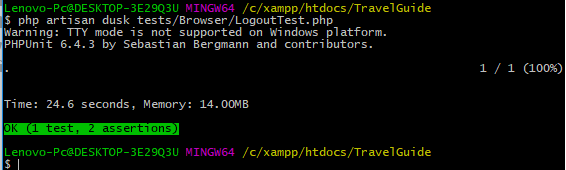 Lenovo-Pc@DESKTOP-3E29Q3U MINGW64 /c/xampp/htdocs/TravelGuide
$ php artisan dusk tests/Browser/LogoutTest.php
Warning: TTY mode is not supported on Windows platform.
PHPUnit 6.4.3 by Sebastian Bergmann and contributors.
. 1 / 1 (100%)
Time: 24.6 seconds, Memory: 14.00MB
OK (1 test, 2 assertions)
Lenovo-Pc@DESKTOP-3E29Q3U MINGW64 /c/xampp/htdocs/TravelGuide
$